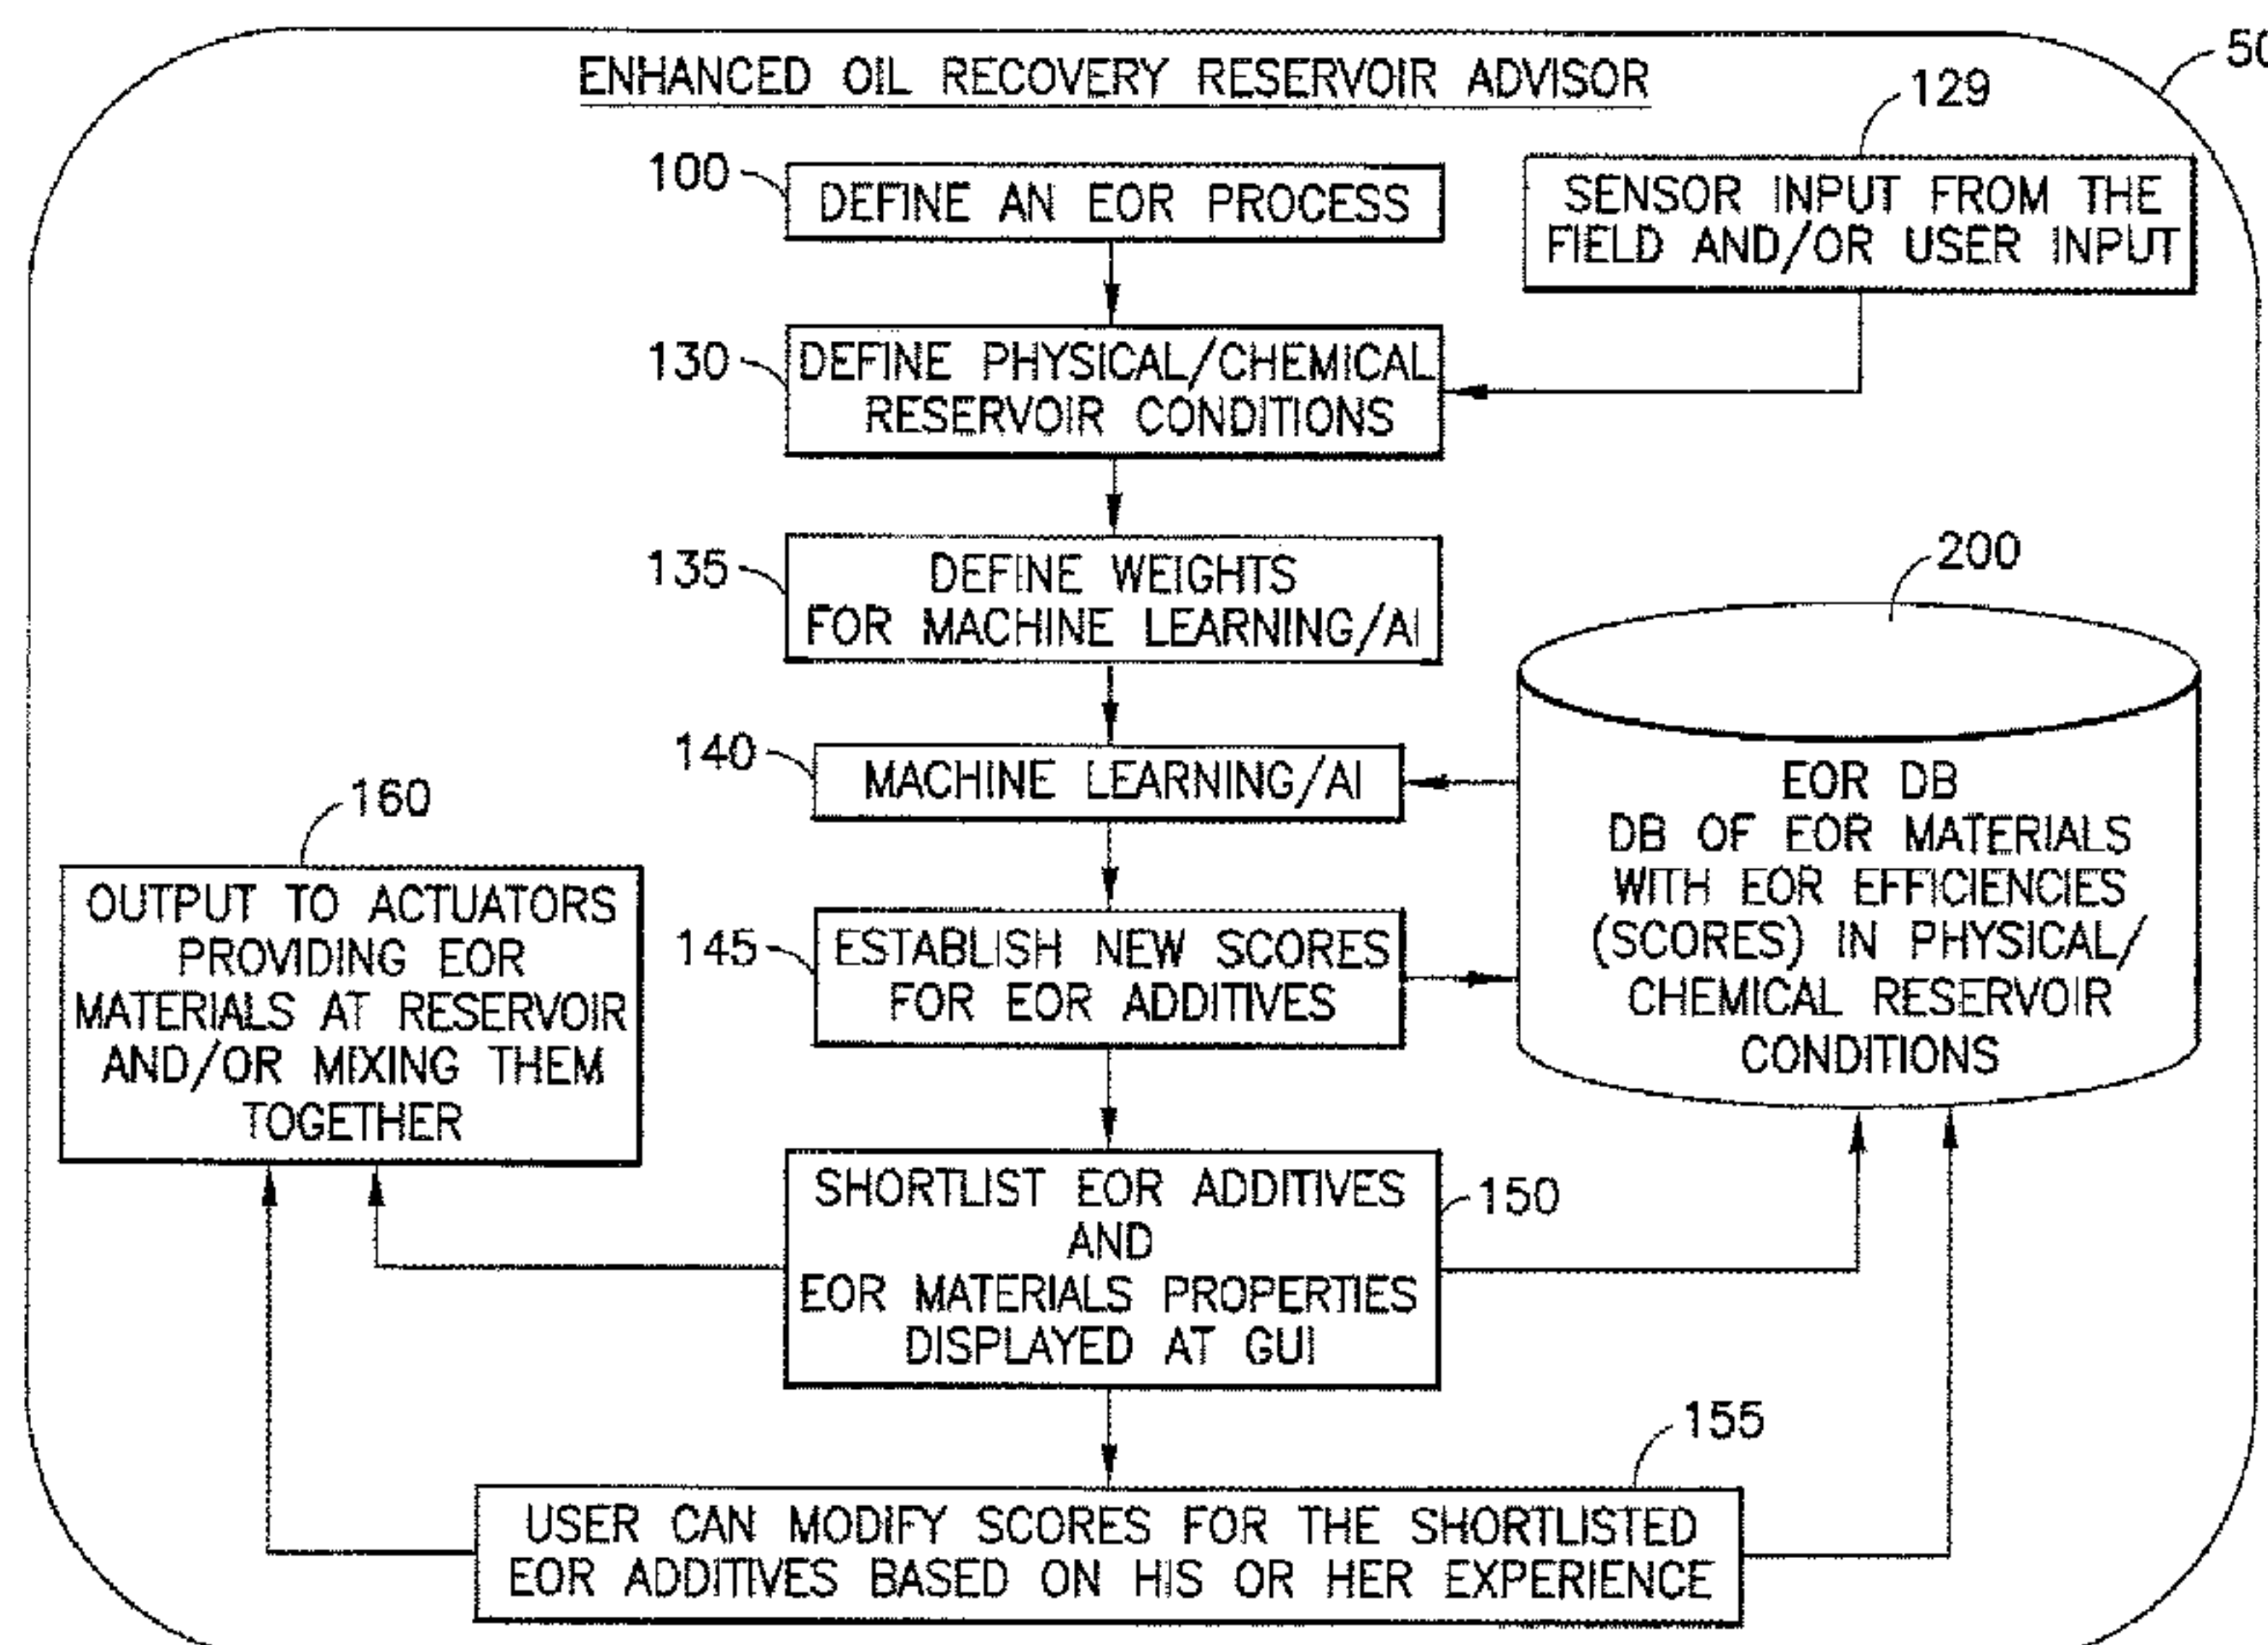 ENHANCED OIL RECOVERY RESERVOIR ADVISOR
129
100
DEFINE AN EOR PROCESS
SENSOR INPUT FROM THE
FIELD AND/OR USER INPUT
130
DEFINE PHYSICAL/CHEMICAL
RESERVOIR CONDITIONS
135
DEFINE WEIGHTS
FOR MACHINE LEARNING/AI
200
140
MACHINE LEARNING/AI
EOR DB
DB OF EOR MATERIALS
WITH EOR EFFICIENCIES
(SCORES) IN PHYSICAL/
CHEMICAL RESERVOIR
CONDITIONS
160
OUTPUT TO ACTUATORS
PROVIDING EOR
MATERIALS AT RESERVOIR
AND/OR MIXING THEM
TOGETHER
145
ESTABLISH NEW SCORES
FOR EOR ADDITIVES
SHORTLIST EOR ADDITIVES
AND
EOR MATERIALS PROPERTIES
DISPLAYED AT GUI
150
155
USER CAN MODIFY SCORES FOR THE SHORTLISTED
EOR ADDITIVES BASED ON HIS OR HER EXPERIENCE